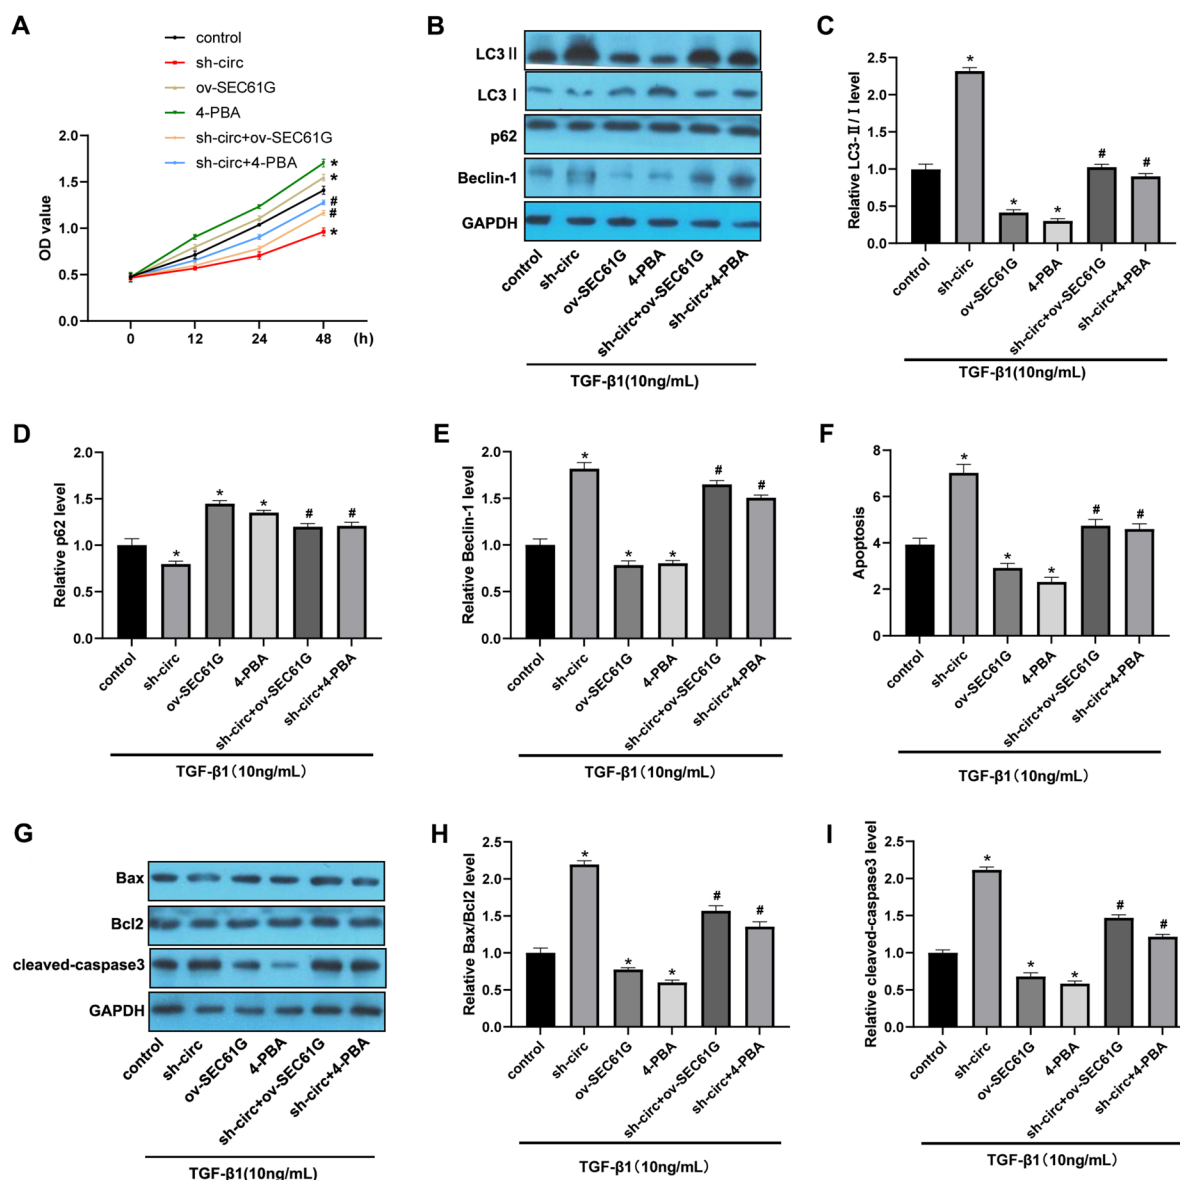 A
control
sh-circ
ov-SEC61G
4-PBA
sh-circ+ov-SEC61G
sh-circ+4-PBA
OD value
2.0
1.5
1.0
0.5
0.0
*
*
#
#
*
0
12
24
48
(h)
B
LC3Ⅱ
LC3Ⅰ
p62
Beclin-1
GAPDH
control
sh-circ
ov-SEC61G
4-PBA
sh-circ+ov-SEC61G
sh-circ+4-PBA
TGF-β1(10ng/mL)
C
Relative LC3-Ⅱ/Ⅰ level
2.5
2.0
1.5
1.0
0.5
0.0
*
*
*
#
#
control
sh-circ
ov-SEC61G
4-PBA
sh-circ+ov-SEC61G
sh-circ+4-PBA
TGF-β1(10ng/mL)
D
Relative p62 level
2.0
1.5
1.0
0.5
0.0
*
*
*
#
#
control
sh-circ
ov-SEC61G
4-PBA
sh-circ+ov-SEC61G
sh-circ+4-PBA
TGF-β1（10ng/mL）
E
Relative Beclin-1 level
2.0
1.5
1.0
0.5
0.0
*
*
*
#
#
control
sh-circ
ov-SEC61G
4-PBA
sh-circ+ov-SEC61G
sh-circ+4-PBA
TGF-β1（10ng/mL）
F
Apoptosis
8
6
4
2
0
*
*
*
#
#
control
sh-circ
ov-SEC61G
4-PBA
sh-circ+ov-SEC61G
sh-circ+4-PBA
TGF-β1（10ng/mL）
G
Bax
Bcl2
cleaved-caspase3
GAPDH
control
sh-circ
ov-SEC61G
4-PBA
sh-circ+ov-SEC61G
sh-circ+4-PBA
TGF-β1(10ng/mL)
H
Relative Bax/Bcl2 level
2.5
2.0
1.5
1.0
0.5
0.0
*
*
*
#
#
control
sh-circ
ov-SEC61G
4-PBA
sh-circ+ov-SEC61G
sh-circ+4-PBA
TGF-β1（10ng/mL）
I
Relative cleaved-caspase3 level
2.5
2.0
1.5
1.0
0.5
0.0
*
*
*
#
#
control
sh-circ
ov-SEC61G
4-PBA
sh-circ+ov-SEC61G
sh-circ+4-PBA
TGF-β1（10ng/mL）